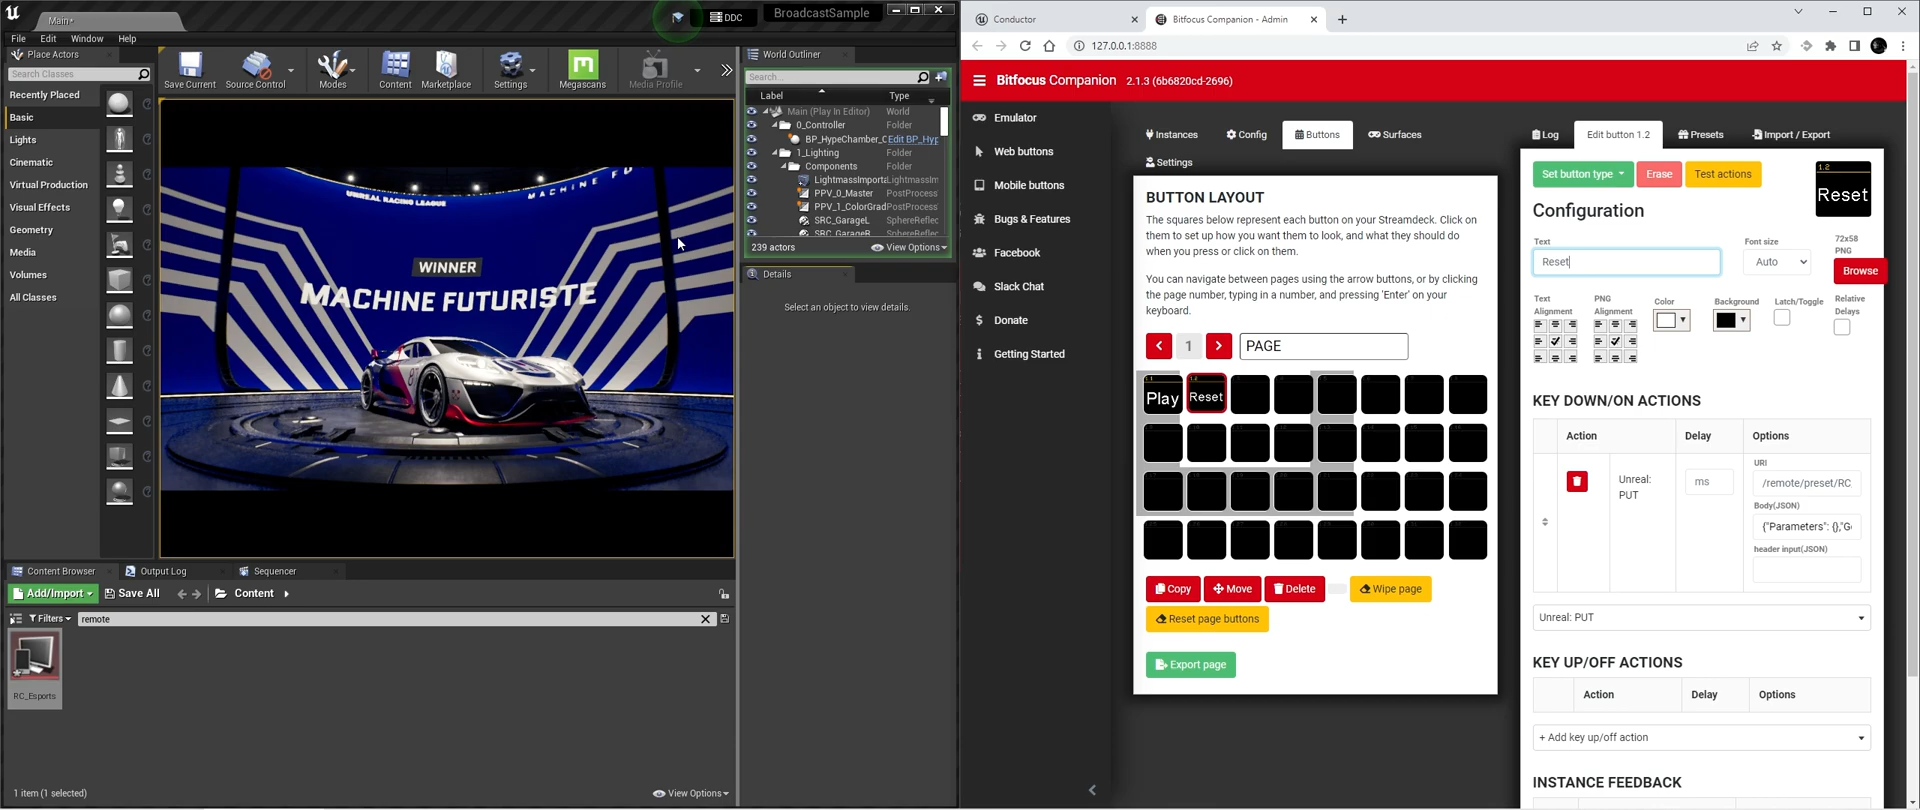 Main*
DDC
BroadcastSample
File Edit Window Help
Place Actors
Search Classes
Recently Placed
Basic
Lights
Cinematic
Virtual Production
Visual Effects
Geometry
Media
Volumes
All Classes
Save Current
Source Control
Modes
Content
Marketplace
Settings
Megascans
Media Profile
UNREAL RACING LEAGUE
WINNER
MACHINE FUTURISTE
World Outliner
Search...
Label Type
Main (Play In Editor) World
0_Controller Folder
BP_HypeChamber_C Edit BP_Hyp
1_Lighting Folder
Components Folder
LightmassImporta LightmassIm
PPV_0_Master PostProcess
PPV_1_ColorGrad PostProcess
SRC_GarageL SphereReflec
SRC_GarageR SphereReflec
239 actors View Options
Details
Select an object to view details.
Content Browser
Output Log
Sequencer
Add/Import
Save All
Content
Filters
remote
RC_Esports
1 item (1 selected)
View Options
Conductor
Bitfocus Companion - Admin
127.0.0.1:8888
Bitfocus Companion 2.1.3 (6b6820cd-2696)
Emulator
Web buttons
Mobile buttons
Bugs & Features
Facebook
Slack Chat
Donate
Getting Started
Instances
Config
Buttons
Surfaces
Settings
BUTTON LAYOUT
The squares below represent each button on your Streamdeck. Click on
them to set up how you want them to look, and what they should do
when you press or click on them.
You can navigate between pages using the arrow buttons, or by clicking
the page number, typing in a number, and pressing 'Enter' on your
keyboard.
1
PAGE
Play
Reset
Copy
Move
Delete
Wipe page
Reset page buttons
Export page
Log
Edit button 1.2
Presets
Import / Export
Set button type
Erase
Test actions
1.2
Reset
Configuration
Text
Reset
Font size
Auto
72x58
PNG
Browse
Text
Alignment
PNG
Alignment
Color
Background
Latch/Toggle
Relative
Delays
KEY DOWN/ON ACTIONS
Action Delay Options
Unreal:
PUT
ms
URI
/remote/preset/RC
Body(JSON)
{"Parameters": {},"Ge
header input(JSON)
Unreal: PUT
KEY UP/OFF ACTIONS
Action Delay Options
+ Add key up/off action
INSTANCE FEEDBACK